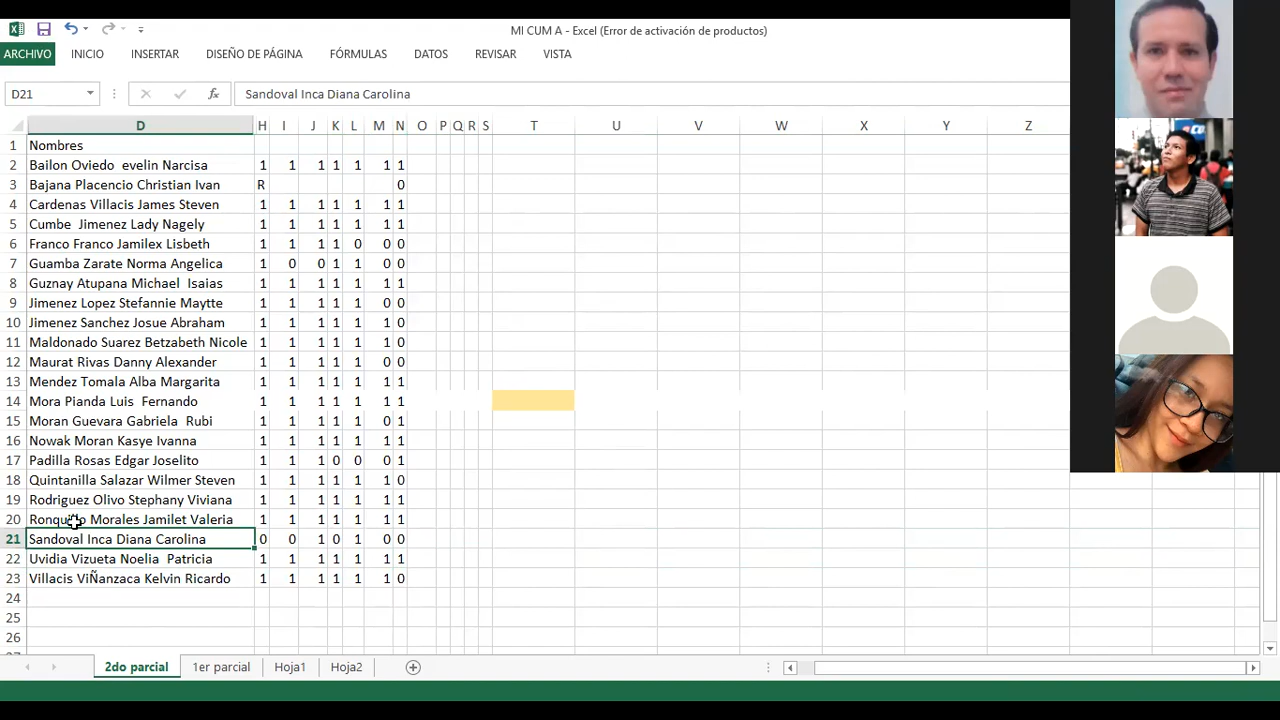 MI CUM A - Excel (Error de activación de productos)
ARCHIVO INICIO INSERTAR DISEÑO DE PÁGINA FÓRMULAS DATOS REVISAR VISTA
D21 fx Sandoval Inca Diana Carolina
D H I J K L M N O P Q R S T U V W X Y Z
1 Nombres
2 Bailon Oviedo evelin Narcisa 1 1 1 1 1 1 1
3 Bajana Placencio Christian Ivan R 0
4 Cardenas Villacis James Steven 1 1 1 1 1 1 1
5 Cumbe Jimenez Lady Nagely 1 1 1 1 1 1 1
6 Franco Franco Jamilex Lisbeth 1 1 1 1 0 0 0
7 Guamba Zarate Norma Angelica 1 0 0 1 1 0 0
8 Guznay Atupana Michael Isaias 1 1 1 1 1 1 1
9 Jimenez Lopez Stefannie Maytte 1 1 1 1 1 0 0
10 Jimenez Sanchez Josue Abraham 1 1 1 1 1 1 0
11 Maldonado Suarez Betzabeth Nicole 1 1 1 1 1 1 0
12 Maurat Rivas Danny Alexander 1 1 1 1 1 0 0
13 Mendez Tomala Alba Margarita 1 1 1 1 1 1 1
14 Mora Pianda Luis Fernando 1 1 1 1 1 1 1
15 Moran Guevara Gabriela Rubi 1 1 1 1 1 0 1
16 Nowak Moran Kasye Ivanna 1 1 1 1 1 1 1
17 Padilla Rosas Edgar Joselito 1 1 1 0 0 0 1
18 Quintanilla Salazar Wilmer Steven 1 1 1 1 1 1 0
19 Rodriguez Olivo Stephany Viviana 1 1 1 1 1 1 1
20 Ronquillo Morales Jamilet Valeria 1 1 1 1 1 1 1
21 Sandoval Inca Diana Carolina 0 0 1 0 1 0 0
22 Uvidia Vizueta Noelia Patricia 1 1 1 1 1 1 1
23 Villacis ViÑanzaca Kelvin Ricardo 1 1 1 1 1 1 0
24
25
26
2do parcial 1er parcial Hoja1 Hoja2